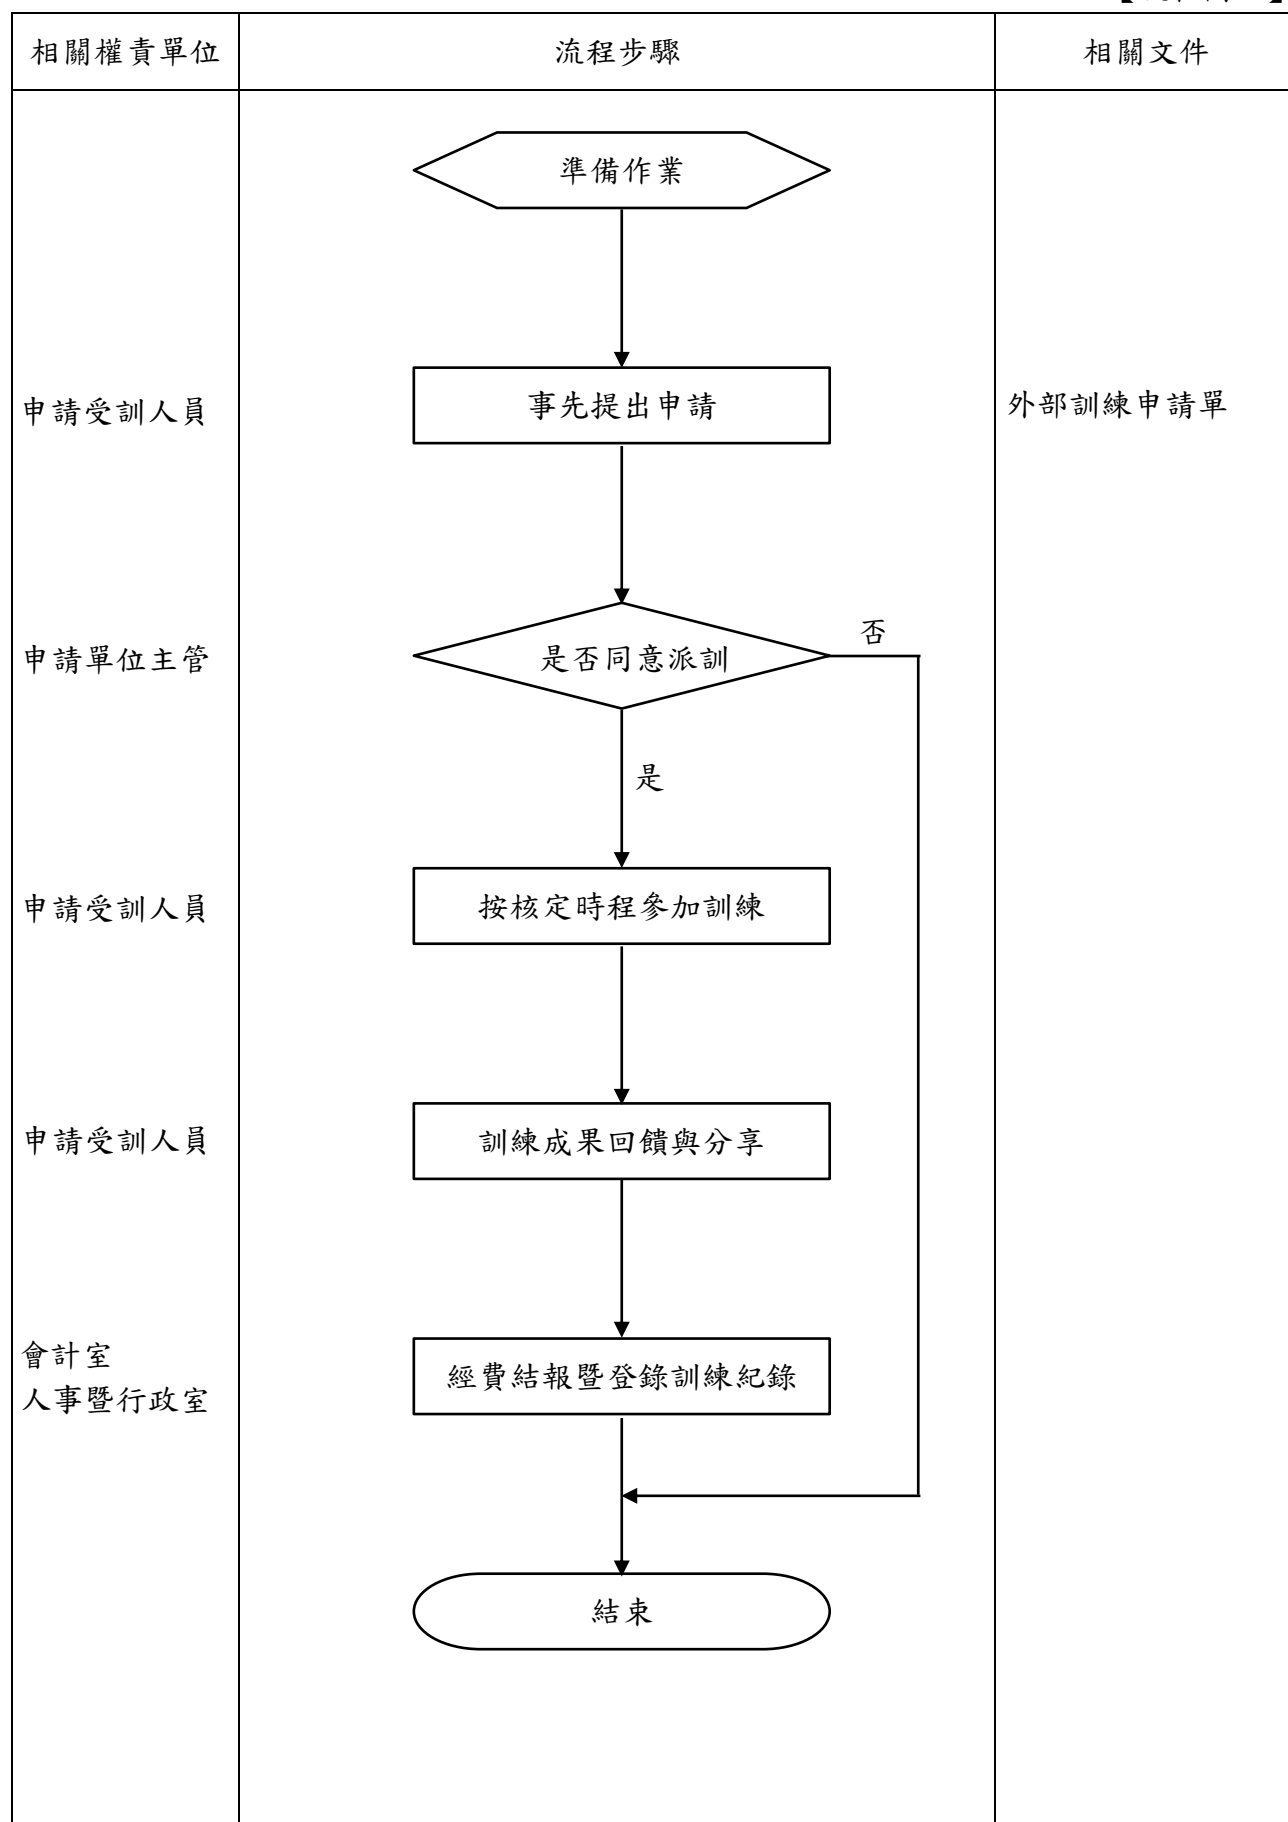 相關權責單位
流程步驟
相關文件
準備作業
申請受訓人員
事先提出申請
外部訓練申請單
申請單位主管
是否同意派訓
否
是
申請受訓人員
按核定時程參加訓練
申請受訓人員
訓練成果回饋與分享
會計室
人事暨行政室
經費結報暨登錄訓練紀錄
結束